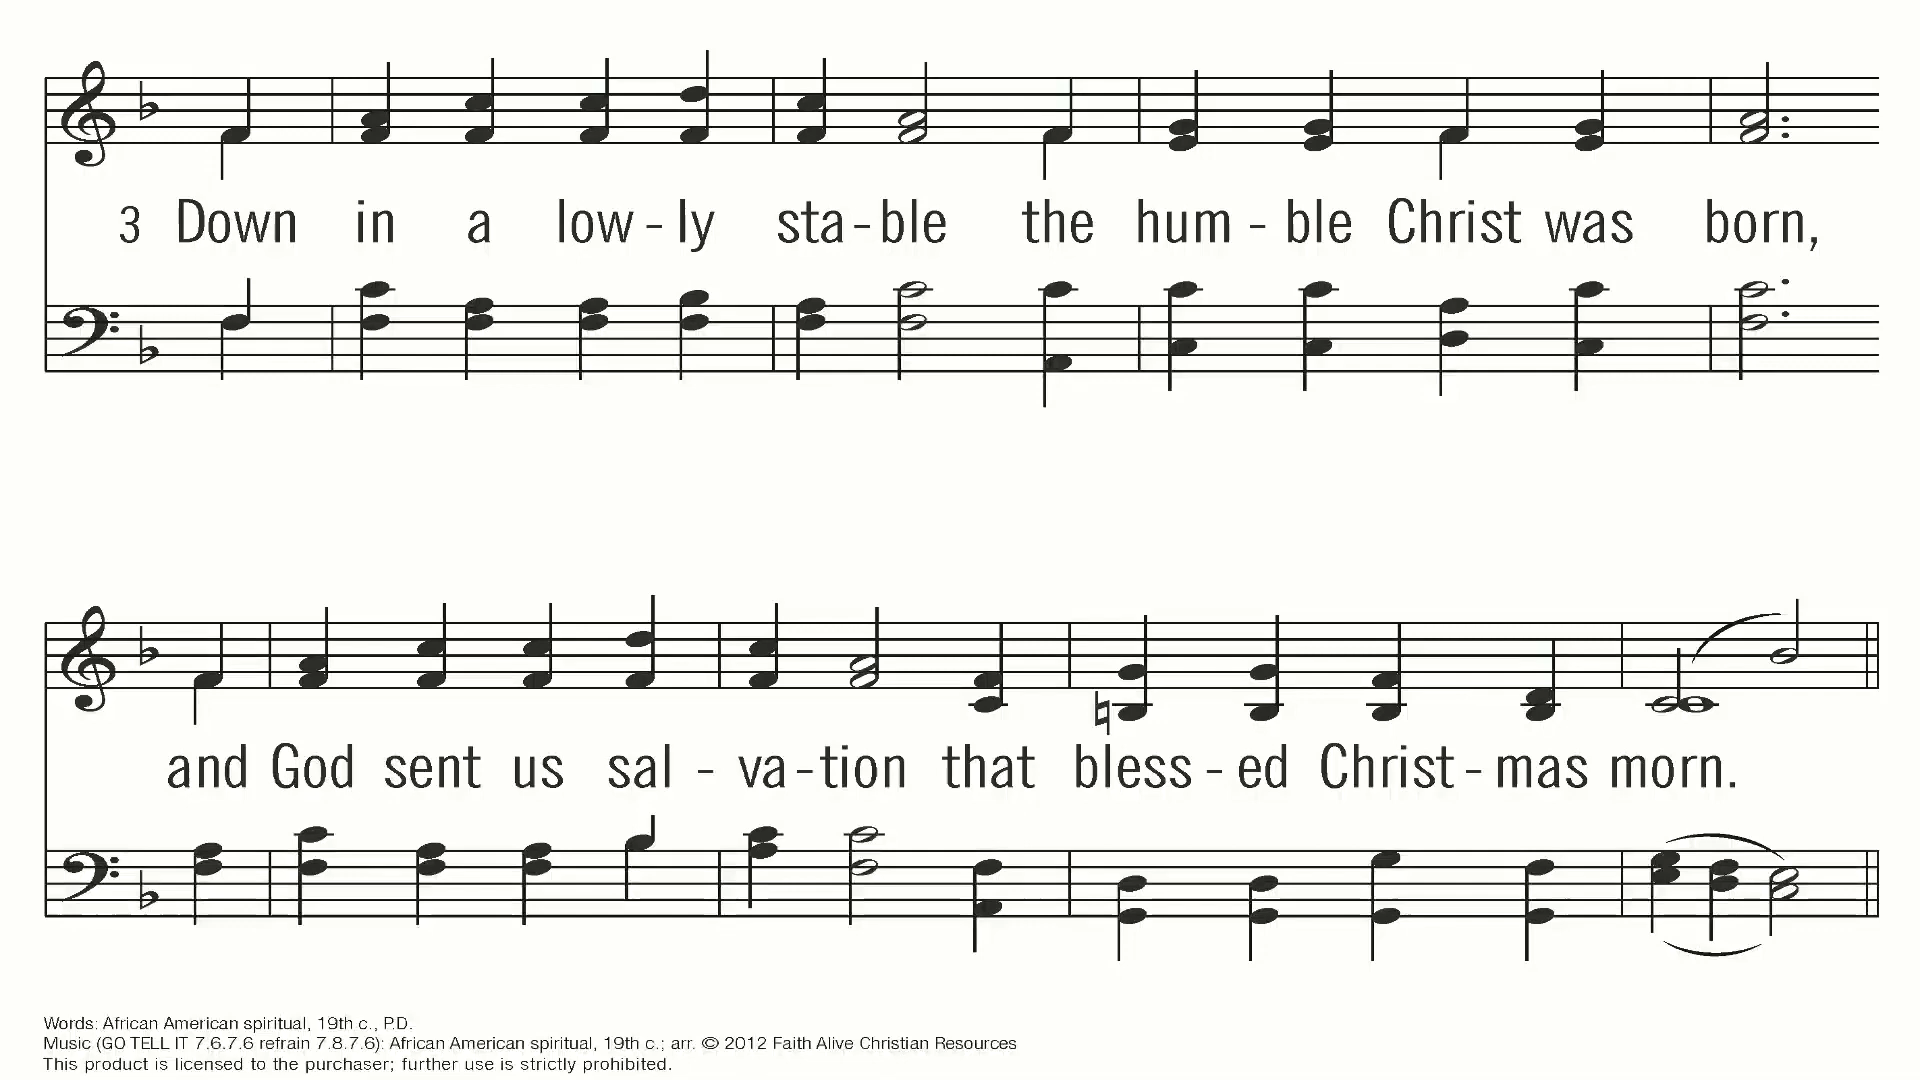 3 Down in a low - ly sta - ble the hum - ble Christ was born,
and God sent us sal - va - tion that bless - ed Christ - mas morn.
Words: African American spiritual, 19th c., P.D.
Music (GO TELL IT 7.6.7.6 refrain 7.8.7.6): African American spiritual, 19th c.; arr. © 2012 Faith Alive Christian Resources
This product is licensed to the purchaser; further use is strictly prohibited.